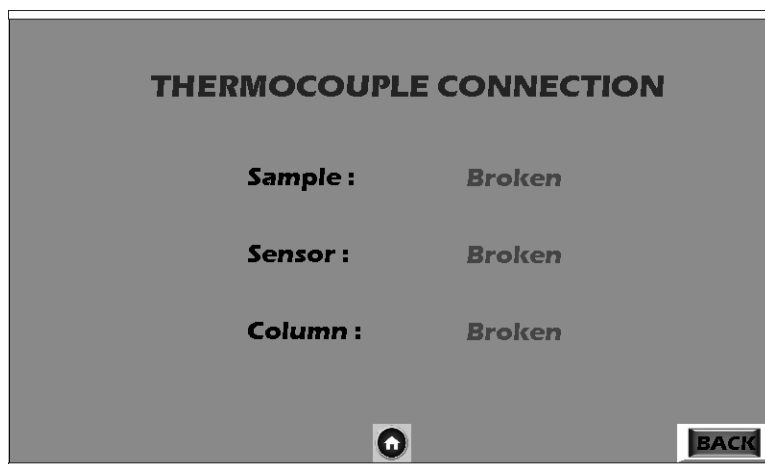 THERMOCOUPLE CONNECTION
Sample : Broken
Sensor : Broken
Column : Broken
BACK